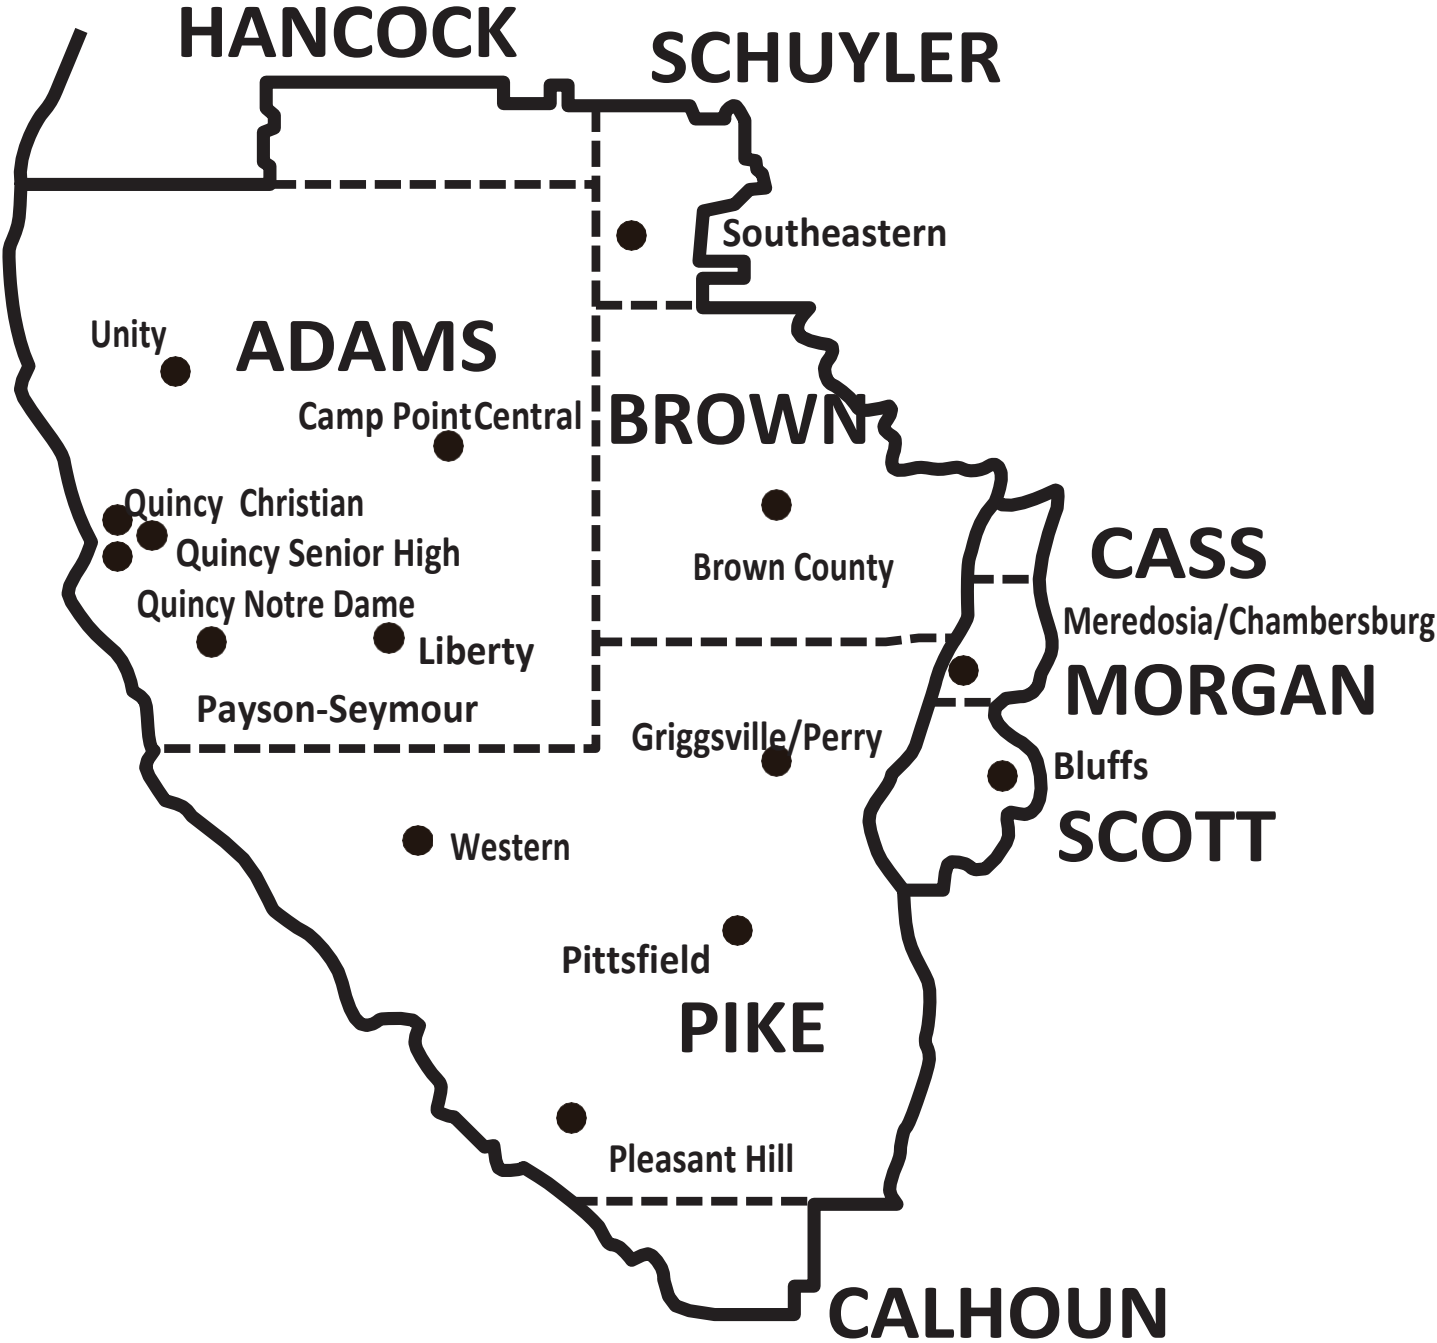 HANCOCK
SCHUYLER
Southeastern
Unity
ADAMS
Camp Point Central
BROWN
Quincy Christian
Quincy Senior High
Brown County
CASS
Quincy Notre Dame
Meredosia/Chambersburg
Liberty
MORGAN
Payson-Seymour
Griggsville/Perry
Bluffs
SCOTT
Western
Pittsfield
PIKE
Pleasant Hill
CALHOUN